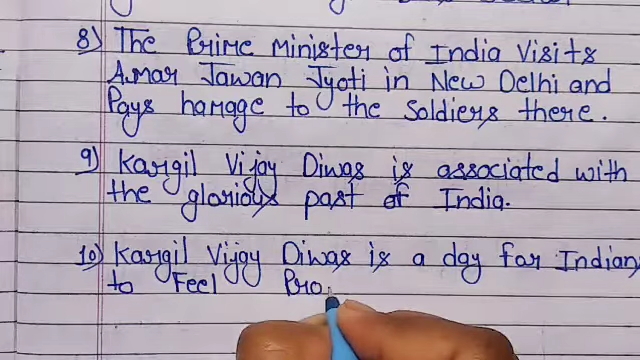 8) The Prime Minister of India Visits
Amar Jawan Jyoti in New Delhi and
Pays hamage to the Soldiers there.
9) Kargil Vijay Diwas is associated with
the glorious past of India.
10) Kargil Vijay Diwas is a day for Indians
to Feel Pro